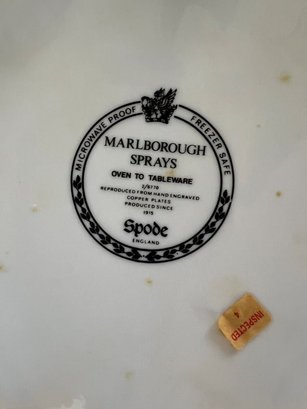 MICROWAVE PROOF
FREEZER SAFE
MARLBOROUGH
SPRAYS
OVEN TO TABLEWARE
2/8770
REPRODUCED FROM HAND ENGRAVED
COPPER PLATES
PRODUCED SINCE
1915
Spode
ENGLAND
INSPECTED
4